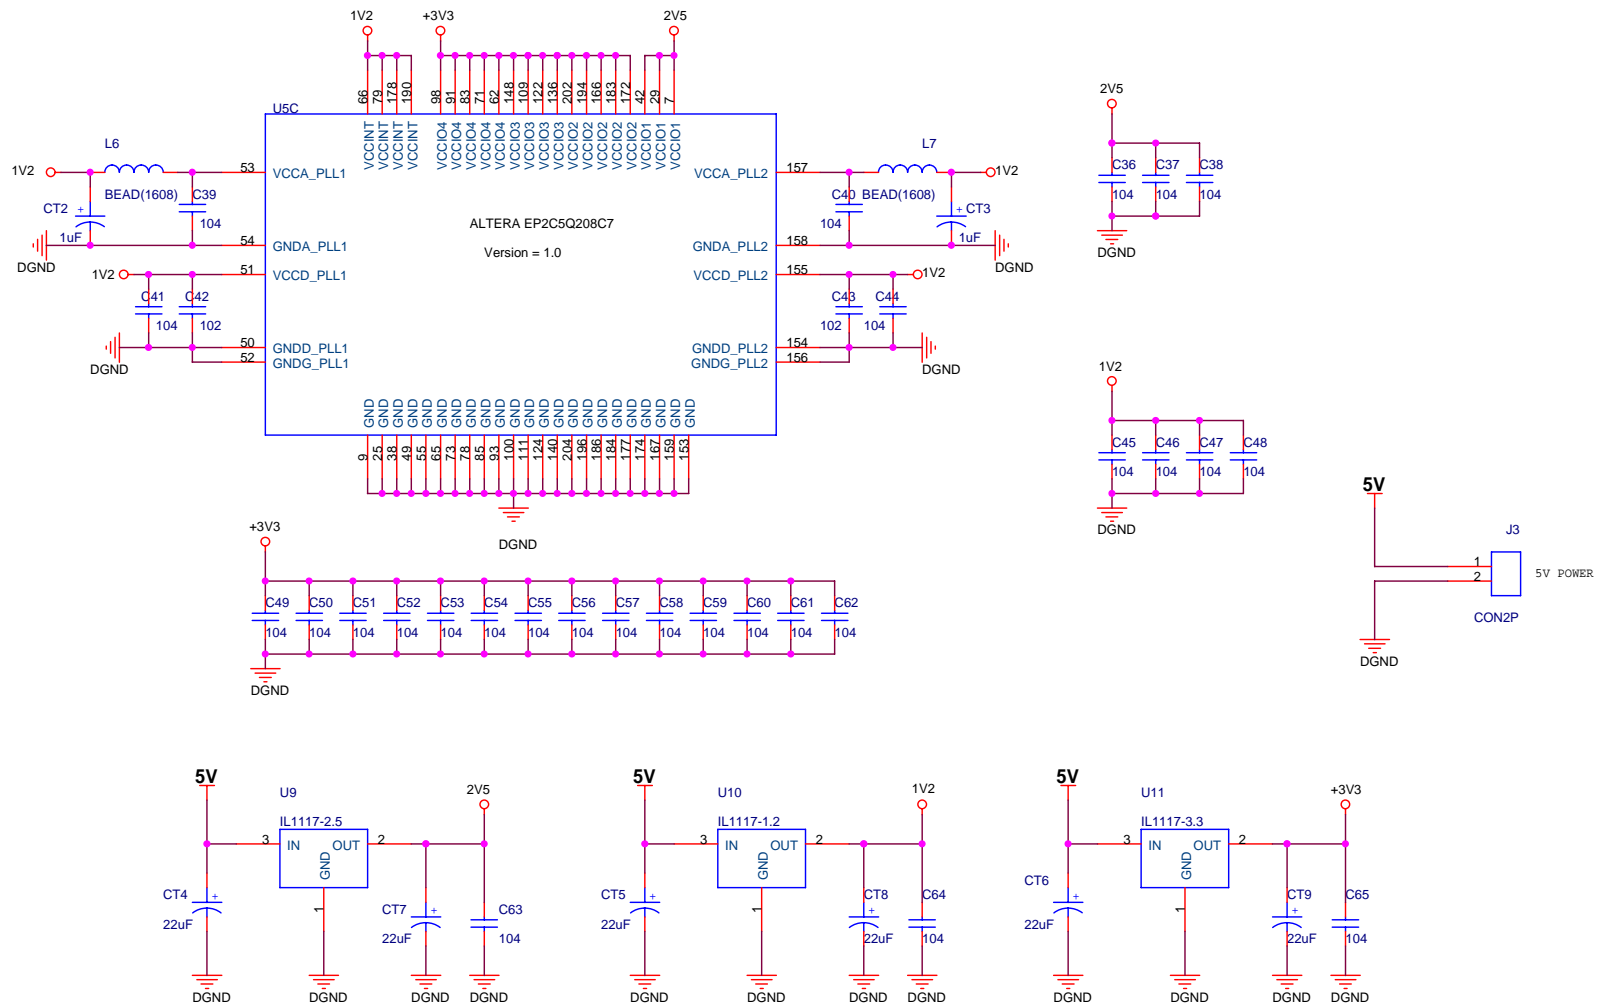 1V2
+3V3
2V5
66 79 178 190 98 91 83 71 62 148 109 122 136 202 194 166 183 172 42 29 7
U5C
VCCINT VCCINT VCCINT VCCINT VCCIO4 VCCIO4 VCCIO4 VCCIO4 VCCIO4 VCCIO3 VCCIO3 VCCIO3 VCCIO3 VCCIO2 VCCIO2 VCCIO2 VCCIO2 VCCIO2 VCCIO1 VCCIO1 VCCIO1
L6
1V2
53
VCCA_PLL1
BEAD(1608)
C39
104
CT2
+
1uF
54
GNDA_PLL1
DGND
1V2
51
VCCD_PLL1
C41
104
C42
102
50
GNDD_PLL1
52
GNDG_PLL1
DGND
ALTERA EP2C5Q208C7
Version = 1.0
L7
157
VCCA_PLL2
1V2
C40
104
BEAD(1608)
+
CT3
1uF
158
GNDA_PLL2
DGND
155
VCCD_PLL2
1V2
C43
102
C44
104
154
GNDD_PLL2
156
GNDG_PLL2
DGND
GND GND GND GND GND GND GND GND GND GND GND GND GND GND GND GND GND GND GND GND GND GND GND
9 25 38 49 55 65 73 78 85 93 100 111 124 140 204 196 186 184 177 174 167 159 153
DGND
2V5
C36 C37 C38
104 104 104
DGND
1V2
C45 C46 C47 C48
104 104 104 104
DGND
5V
J3
1
2
5V POWER
CON2P
DGND
+3V3
C49 C50 C51 C52 C53 C54 C55 C56 C57 C58 C59 C60 C61 C62
104 104 104 104 104 104 104 104 104 104 104 104 104 104
DGND
5V
U9
2V5
IL1117-2.5
3
IN
OUT
2
GND
1
CT4
+
22uF
CT7
+
22uF
C63
104
DGND DGND DGND DGND
5V
U10
1V2
IL1117-1.2
3
IN
OUT
2
GND
1
CT5
+
22uF
CT8
+
22uF
C64
104
DGND DGND DGND DGND
5V
U11
+3V3
IL1117-3.3
3
IN
OUT
2
GND
1
CT6
+
22uF
CT9
+
22uF
C65
104
DGND DGND DGND DGND